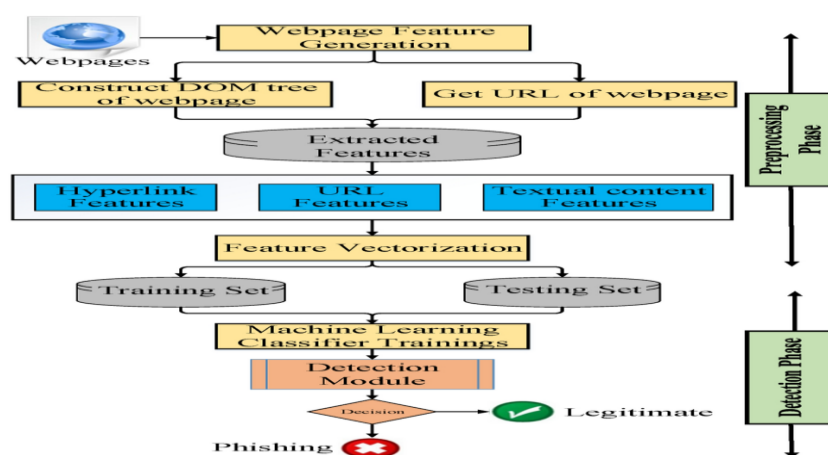 Webpages
Webpage Feature
Generation
Construct DOM tree
of webpage
Get URL of webpage
Extracted
Features
Hyperlink
Features
URL
Features
Textual content
Features
Feature Vectorization
Training Set
Testing Set
Machine Learning
Classifier Trainings
Detection
Module
Decision
Legitimate
Phishing
Preprocessing
Phase
Detection Phase